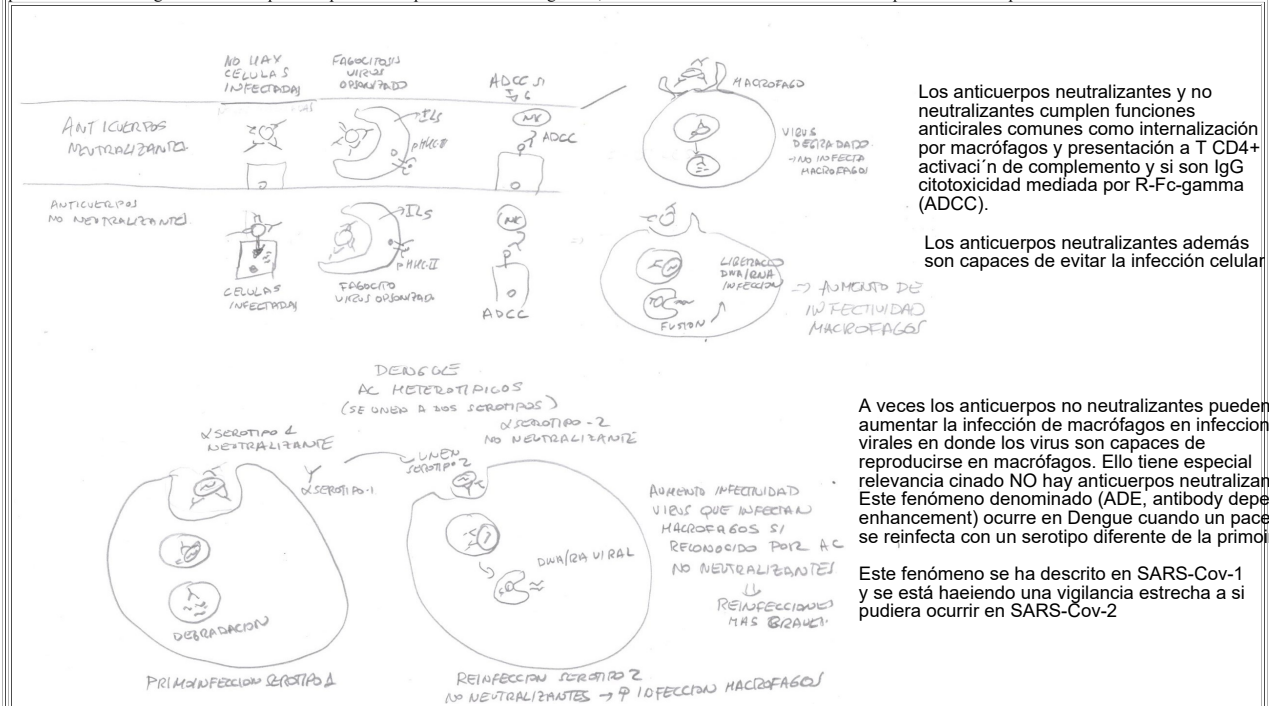 NO HAY
CELULAS
INFECTADAS
FAGOCITOSIS
VIRUS
OPSONIZADO
ADCC SI
Ig G
MACROFAGO
ANTICUERPOS
NEUTRALIZANTE
ILs
pMHC-II
NK
ADCC
VIRUS
DEGRADADO
→NO INFECTA
MACROFAGOS
ANTICUERPOS
NO NEUTRALIZANTES
ILs
pMHC-II
NK
CELULAS
INFECTADAS
FAGOCITO
VIRUS OPSONIZADO
ADCC
LIBERACIO
DNA/RNA
INFECCION
FUSION
→ AUMENTO DE
INFECTIVIDAD
MACROFAGOS
Los anticuerpos neutralizantes y no
neutralizantes cumplen funciones
anticirales comunes como internalización
por macrófagos y presentación a T CD4+
activaci´n de complemento y si son IgG
citotoxicidad mediada por R-Fc-gamma
(ADCC).
Los anticuerpos neutralizantes además
son capaces de evitar la infección celular
DENGUE
AC HETEROTIPICOS
(SE UNEN A DOS SEROTIPOS)
αSEROTIPO 1
NEUTRALIZANTE
αSEROTIPO-1
UNEN
SEROTIPO 2
αSEROTIPO-2
NO NEUTRALIZANTE
DEGRADACION
DNA/RA VIRAL
PRIMOINFECCION SEROTIPO 1
REINFECCION SEROTIPO 2
NO NEUTRALIZANTES → ↑ INFECCION MACROFAGOS
AUMENTO INFECTIVIDAD
VIRUS QUE INFECTAN
MACROFAGOS SI
RECONOCIDO POR AC
NO NEUTRALIZANTES
↓
REINFECCIONES
MAS GRAVES.
A veces los anticuerpos no neutralizantes pueden
aumentar la infección de macrófagos en infeccion
virales en donde los virus son capaces de
reproducirse en macrófagos. Ello tiene especial
relevancia cinado NO hay anticuerpos neutralizan
Este fenómeno denominado (ADE, antibody depe
enhancement) ocurre en Dengue cuando un pace
se reinfecta con un serotipo diferente de la primoi
Este fenómeno se ha descrito en SARS-Cov-1
y se está haeiendo una vigilancia estrecha a si
pudiera ocurrir en SARS-Cov-2